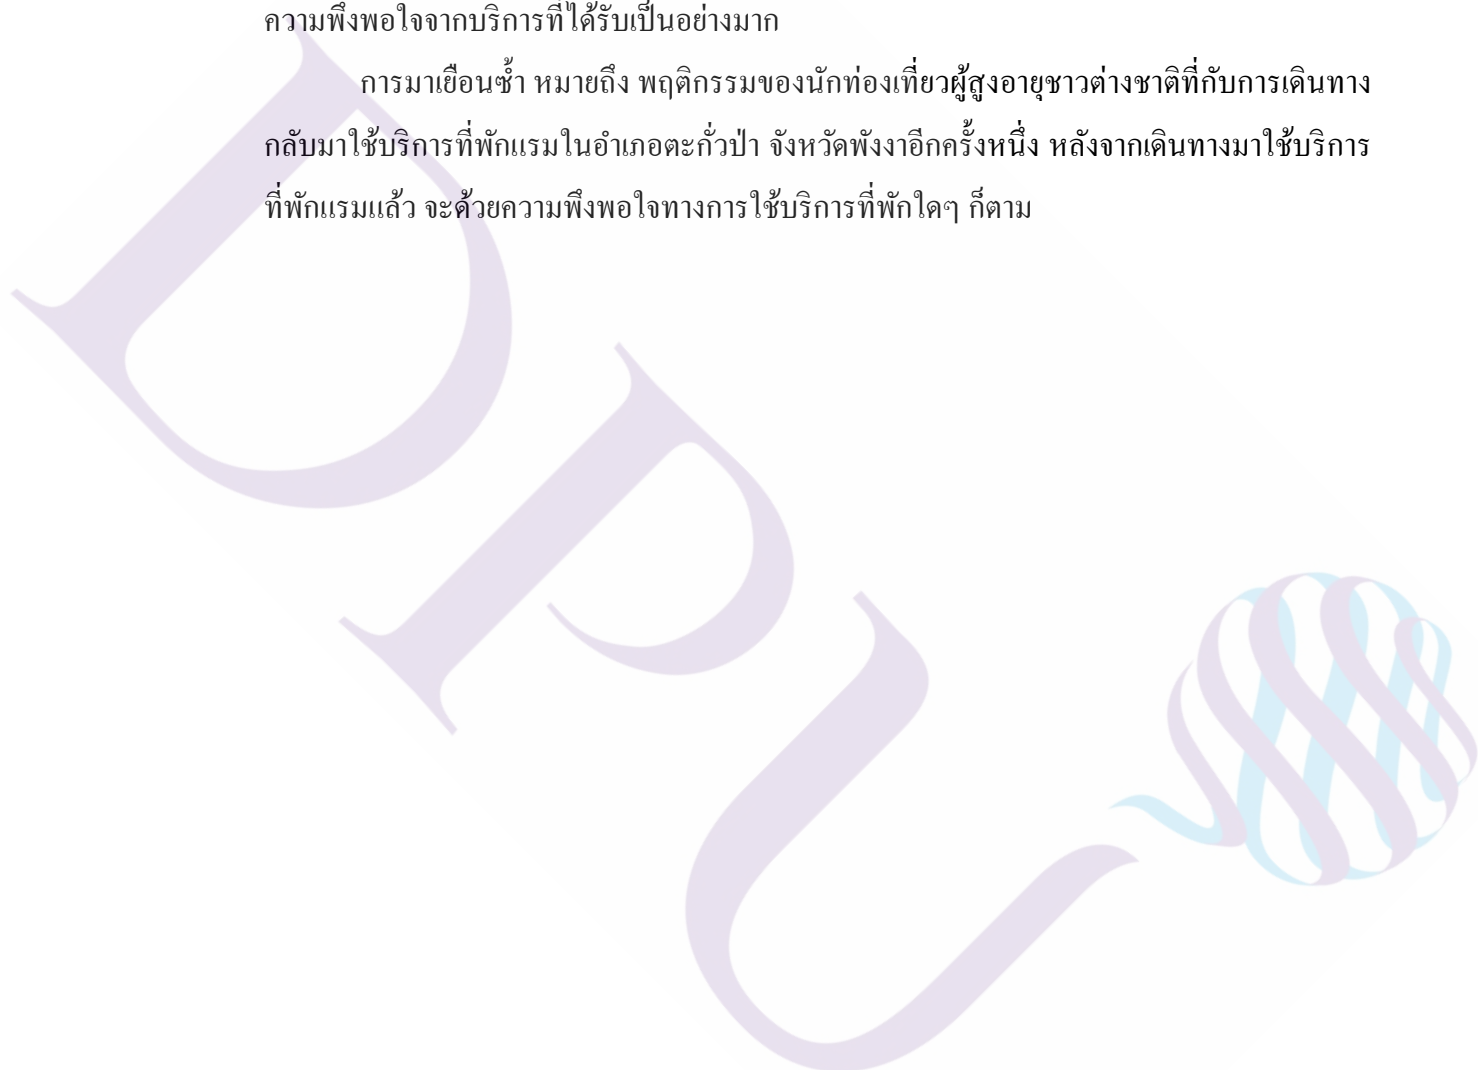 ความพึงพอใจจากบริการที่ได้รับเป็นอย่างมาก
การมาเยือนซ้ำ หมายถึง พฤติกรรมของนักท่องเที่ยวผู้สูงอายุชาวต่างชาติที่กับการเดินทาง
กลับมาใช้บริการที่พักแรมในอำเภอตะกั่วป่า จังหวัดพังงาอีกครั้งหนึ่ง หลังจากเดินทางมาใช้บริการ
ที่พักแรมแล้ว จะด้วยความพึงพอใจทางการใช้บริการที่พักใดๆ ก็ตาม
DPU